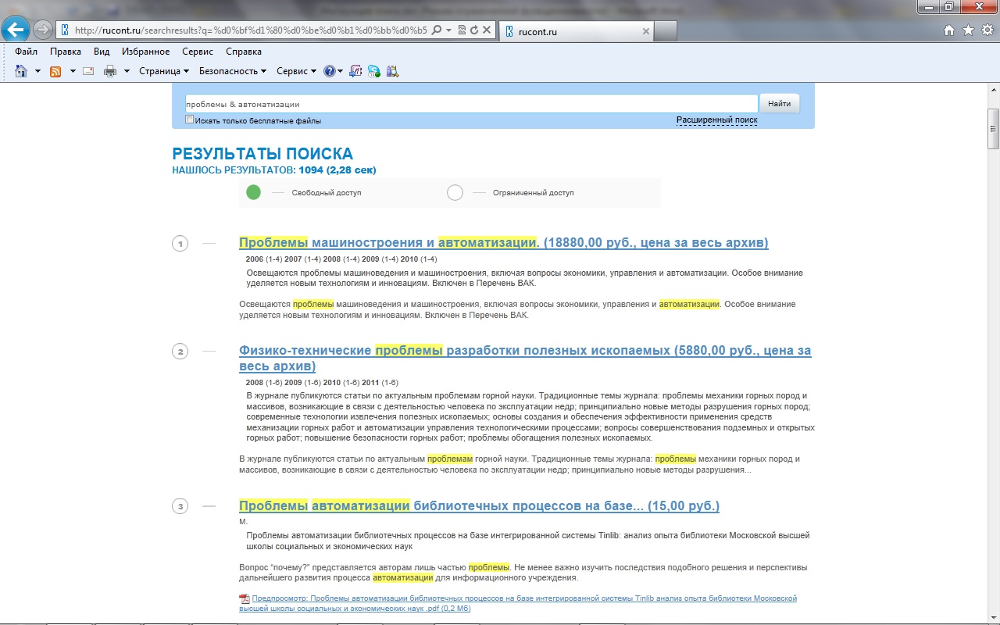 http://rucont.ru/searchresults?q=%d0%bf%d1%80%d0%be%d0%b1%d0%bb%d0%b5
rucont.ru
Файл Правка Вид Избранное Сервис Справка
Страница Безопасность Сервис
проблемы & автоматизации
Найти
Искать только бесплатные файлы
Расширенный поиск
РЕЗУЛЬТАТЫ ПОИСКА
НАШЛОСЬ РЕЗУЛЬТАТОВ: 1094 (2,28 сек)
Свободный доступ
Ограниченный доступ
1
Проблемы машиностроения и автоматизации. (18880,00 руб., цена за весь архив)
2006 (1-4) 2007 (1-4) 2008 (1-4) 2009 (1-4) 2010 (1-4)
Освещаются проблемы машиноведения и машиностроения, включая вопросы экономики, управления и автоматизации. Особое внимание
уделяется новым технологиям и инновациям. Включен в Перечень ВАК.
Освещаются проблемы машиноведения и машиностроения, включая вопросы экономики, управления и автоматизации. Особое внимание
уделяется новым технологиям и инновациям. Включен в Перечень ВАК.
2
Физико-технические проблемы разработки полезных ископаемых (5880,00 руб., цена за
весь архив)
2008 (1-6) 2009 (1-6) 2010 (1-6) 2011 (1-6)
В журнале публикуются статьи по актуальным проблемам горной науки. Традиционные темы журнала: проблемы механики горных пород и
массивов, возникающие в связи с деятельностью человека по эксплуатации недр; принципиально новые методы разрушения горных пород;
современные технологии извлечения полезных ископаемых; основы создания и обеспечения эффективности применения средств
механизации горных работ и автоматизации управления технологическими процессами; вопросы совершенствования подземных и открытых
горных работ; повышение безопасности горных работ; проблемы обогащения полезных ископаемых.
В журнале публикуются статьи по актуальным проблемам горной науки. Традиционные темы журнала: проблемы механики горных пород и
массивов, возникающие в связи с деятельностью человека по эксплуатации недр; принципиально новые методы разрушения...
3
Проблемы автоматизации библиотечных процессов на базе... (15,00 руб.)
М.
Проблемы автоматизации библиотечных процессов на базе интегрированной системы Tinlib: анализ опыта библиотеки Московской высшей
школы социальных и экономических наук
Вопрос “почему?” представляется авторам лишь частью проблемы. Не менее важно изучить последствия подобного решения и перспективы
дальнейшего развития процесса автоматизации для информационного учреждения.
Предпросмотр: Проблемы автоматизации библиотечных процессов на базе интегрированной системы Tinlib анализ опыта библиотеки Московской
высшей школы социальных и экономических наук .pdf (0,2 Мб)